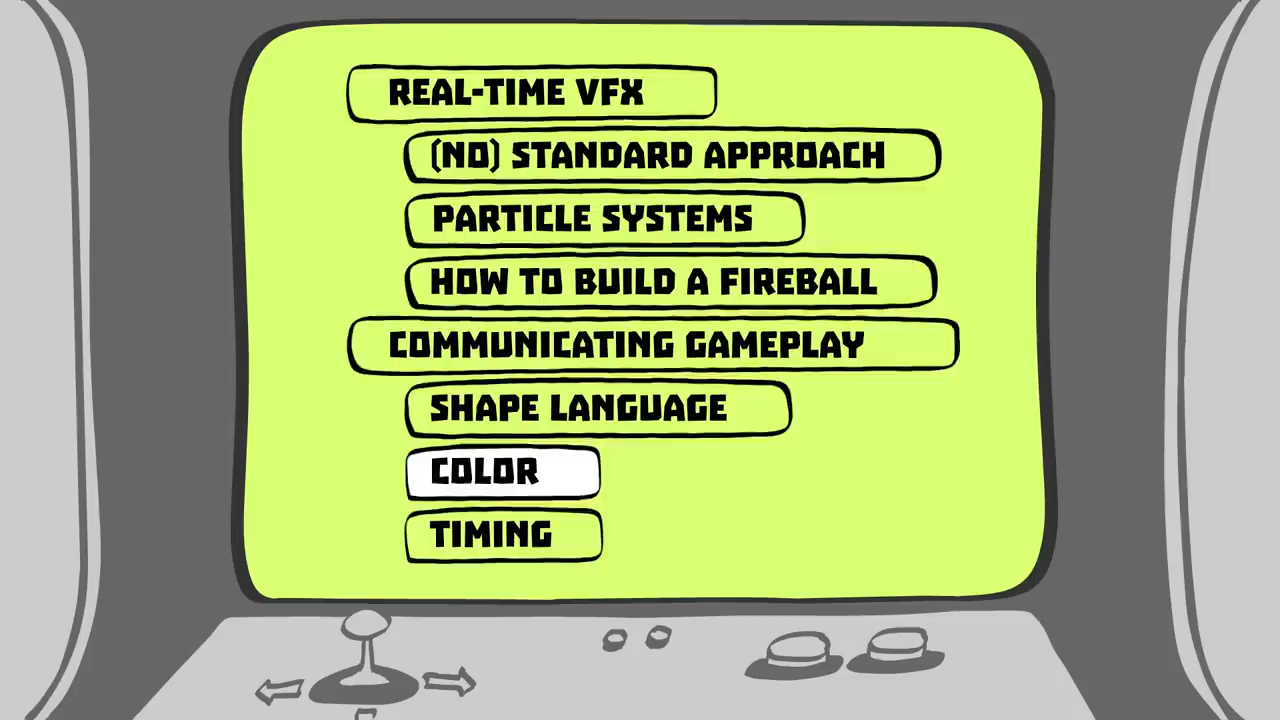 REAL-TIME VFX
(NO) STANDARD APPROACH
PARTICLE SYSTEMS
HOW TO BUILD A FIREBALL
COMMUNICATING GAMEPLAY
SHAPE LANGUAGE
COLOR
TIMING